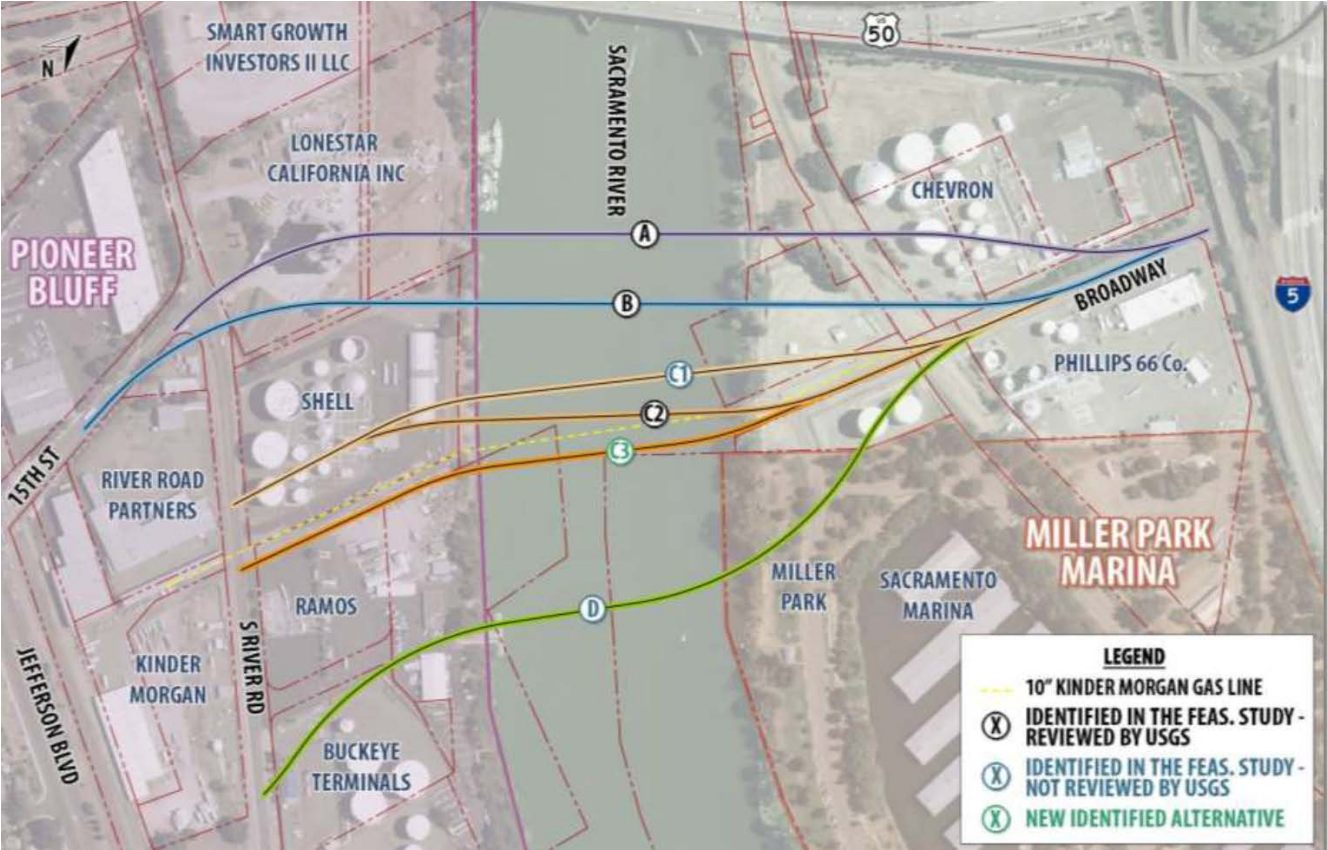 N
SMART GROWTH
INVESTORS II LLC
SACRAMENTO RIVER
US
50
LONESTAR
CALIFORNIA INC
CHEVRON
PIONEER
BLUFF
A
B
BROADWAY
5
C1
C2
C3
PHILLIPS 66 Co.
SHELL
15TH ST
RIVER ROAD
PARTNERS
MILLER PARK
MARINA
MILLER
PARK
SACRAMENTO
MARINA
RAMOS
D
S RIVER RD
KINDER
MORGAN
JEFFERSON BLVD
BUCKEYE
TERMINALS
LEGEND
10" KINDER MORGAN GAS LINE
X IDENTIFIED IN THE FEAS. STUDY -
REVIEWED BY USGS
X IDENTIFIED IN THE FEAS. STUDY -
NOT REVIEWED BY USGS
X NEW IDENTIFIED ALTERNATIVE